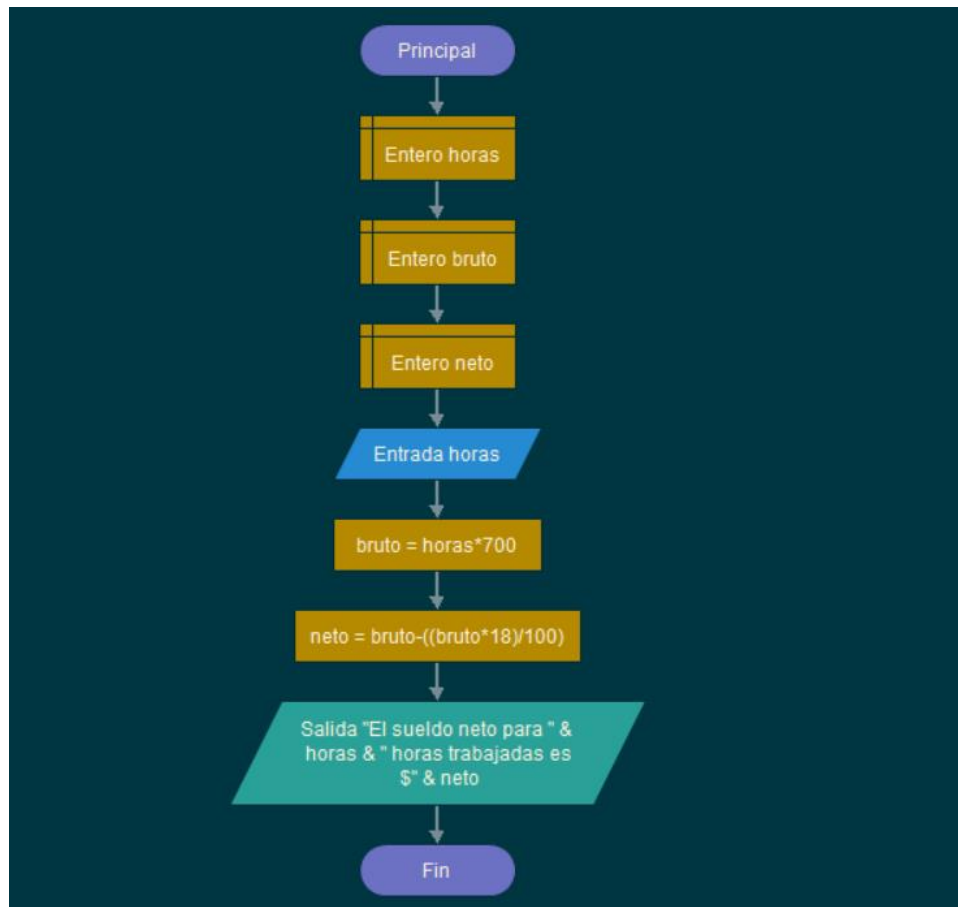 Principal
Entero horas
Entero bruto
Entero neto
Entrada horas
bruto = horas*700
neto = bruto-((bruto*18)/100)
Salida "El sueldo neto para " &
horas & " horas trabajadas es
$" & neto
Fin